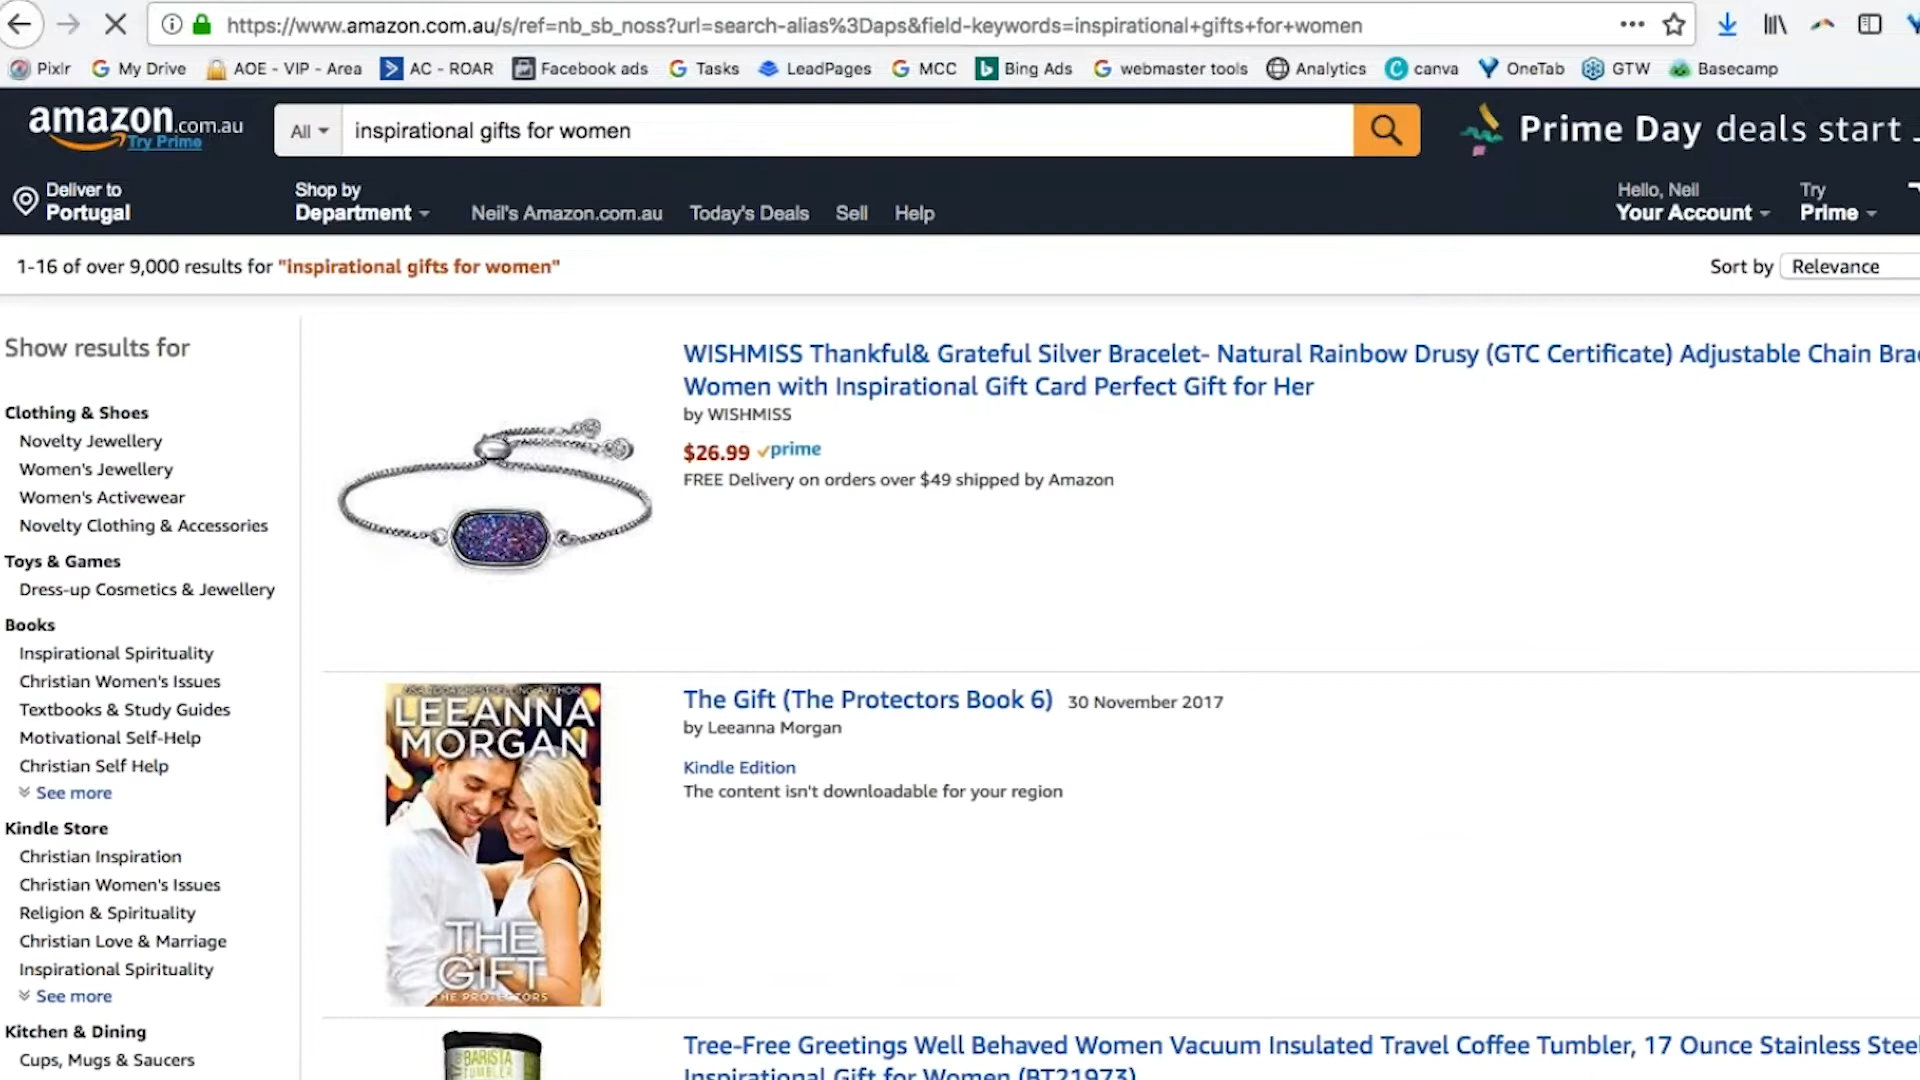 https://www.amazon.com.au/s/ref=nb_sb_noss?url=search-alias%3Daps&field-keywords=inspirational+gifts+for+women
Pixlr My Drive AOE - VIP - Area AC - ROAR Facebook ads Tasks LeadPages MCC Bing Ads webmaster tools Analytics canva OneTab GTW Basecamp
amazon.com.au
Try Prime
All
inspirational gifts for women
Prime Day deals start
Deliver to
Portugal
Shop by
Department
Neil's Amazon.com.au Today's Deals Sell Help
Hello, Neil
Your Account
Try
Prime
1-16 of over 9,000 results for "inspirational gifts for women"
Sort by Relevance
Show results for
Clothing & Shoes
Novelty Jewellery
Women's Jewellery
Women's Activewear
Novelty Clothing & Accessories
Toys & Games
Dress-up Cosmetics & Jewellery
Books
Inspirational Spirituality
Christian Women's Issues
Textbooks & Study Guides
Motivational Self-Help
Christian Self Help
See more
Kindle Store
Christian Inspiration
Christian Women's Issues
Religion & Spirituality
Christian Love & Marriage
Inspirational Spirituality
See more
Kitchen & Dining
Cups, Mugs & Saucers
WISHMISS Thankful& Grateful Silver Bracelet- Natural Rainbow Drusy (GTC Certificate) Adjustable Chain Brac
Women with Inspirational Gift Card Perfect Gift for Her
by WISHMISS
$26.99 prime
FREE Delivery on orders over $49 shipped by Amazon
USA TODAY BESTSELLING AUTHOR
LEEANNA
MORGAN
THE
GIFT
THE PROTECTORS
The Gift (The Protectors Book 6) 30 November 2017
by Leeanna Morgan
Kindle Edition
The content isn't downloadable for your region
BARISTA
TUMBLER
Tree-Free Greetings Well Behaved Women Vacuum Insulated Travel Coffee Tumbler, 17 Ounce Stainless Steel
Inspirational Gift for Women (BT21973)